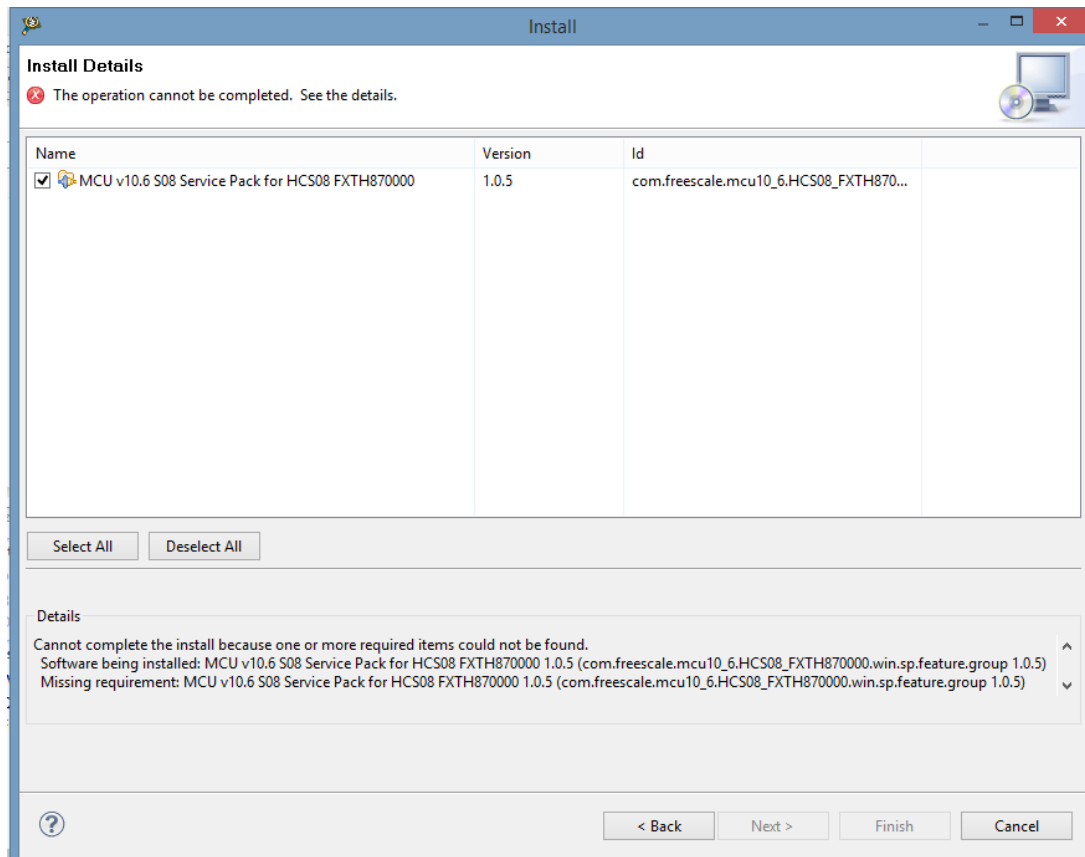 Install
Install Details
The operation cannot be completed. See the details.
Name Version Id
MCU v10.6 S08 Service Pack for HCS08 FXTH870000 1.0.5 com.freescale.mcu10_6.HCS08_FXTH870...
Select All Deselect All
Details
Cannot complete the install because one or more required items could not be found.
Software being installed: MCU v10.6 S08 Service Pack for HCS08 FXTH870000 1.0.5 (com.freescale.mcu10_6.HCS08_FXTH870000.win.sp.feature.group 1.0.5)
Missing requirement: MCU v10.6 S08 Service Pack for HCS08 FXTH870000 1.0.5 (com.freescale.mcu10_6.HCS08_FXTH870000.win.sp.feature.group 1.0.5)
? < Back Next > Finish Cancel